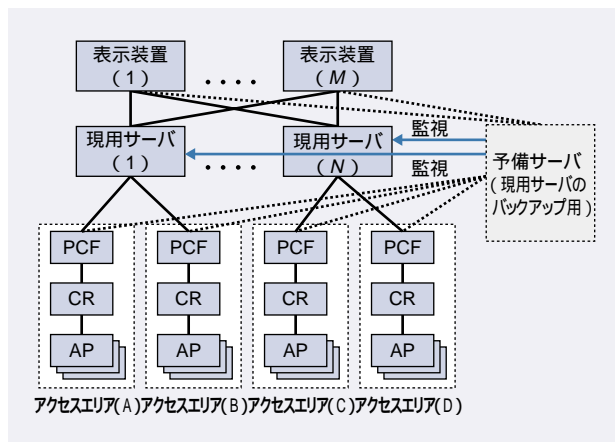 表示装置
(1)
‥‥
表示装置
(M)
現用サーバ
(1)
‥‥
現用サーバ
(N)
監視
監視
予備サーバ
(現用サーバの
バックアップ用)
PCF
PCF
PCF
PCF
CR
CR
CR
CR
AP
AP
AP
AP
アクセスエリア(A) アクセスエリア(B) アクセスエリア(C) アクセスエリア(D)